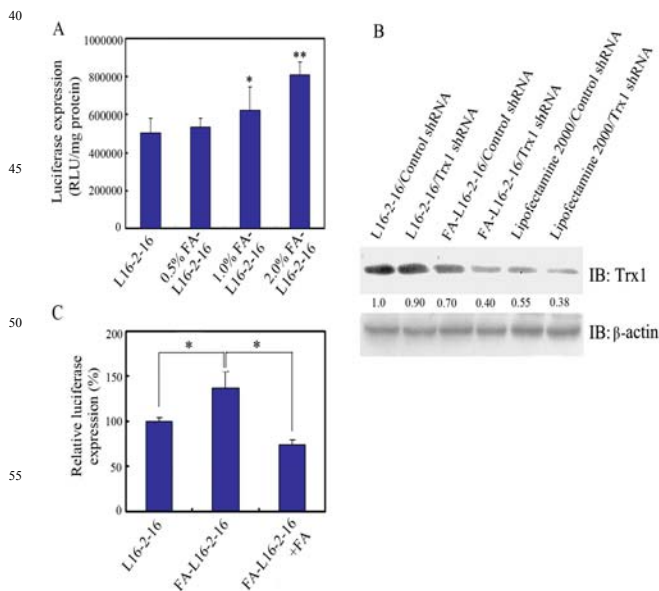 40
45
50
55
A
Luciferase expression
(RLU/mg protein)
1000000
800000
600000
400000
200000
0
*
**
L16-2-16
0.5% FA-
L16-2-16
1.0% FA-
L16-2-16
2.0% FA-
L16-2-16
B
L16-2-16/Control shRNA
L16-2-16/Trx1 shRNA
FA-L16-2-16/Control shRNA
FA-L16-2-16/Trx1 shRNA
Lipofectamine 2000/Control shRNA
Lipofectamine 2000/Trx1 shRNA
IB: Trx1
1.0 0.90 0.70 0.40 0.55 0.38
IB: β-actin
C
Relative luciferase
expression (%)
200
150
100
50
0
*
*
L16-2-16
FA-L16-2-16
FA-L16-2-16
+FA